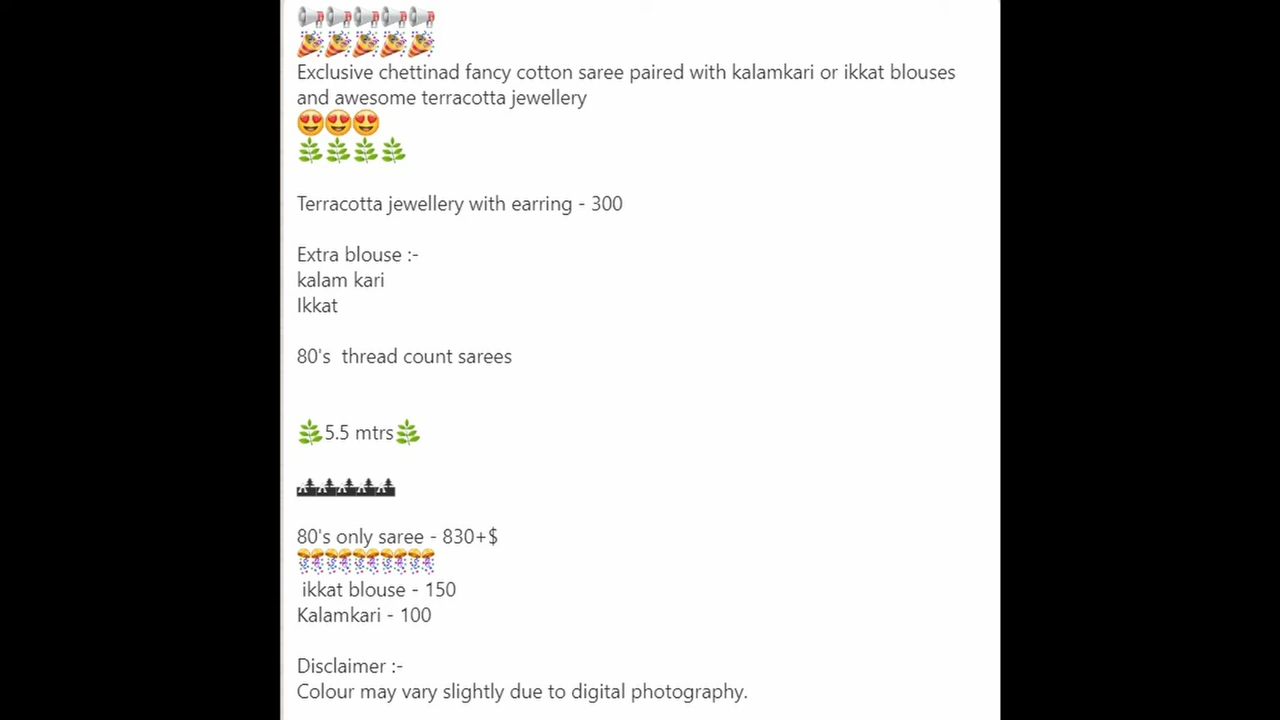 Exclusive chettinad fancy cotton saree paired with kalamkari or ikkat blouses
and awesome terracotta jewellery
Terracotta jewellery with earring - 300
Extra blouse :-
kalam kari
Ikkat
80's  thread count sarees
5.5 mtrs
80's only saree - 830+$
ikkat blouse - 150
Kalamkari - 100
Disclaimer :-
Colour may vary slightly due to digital photography.